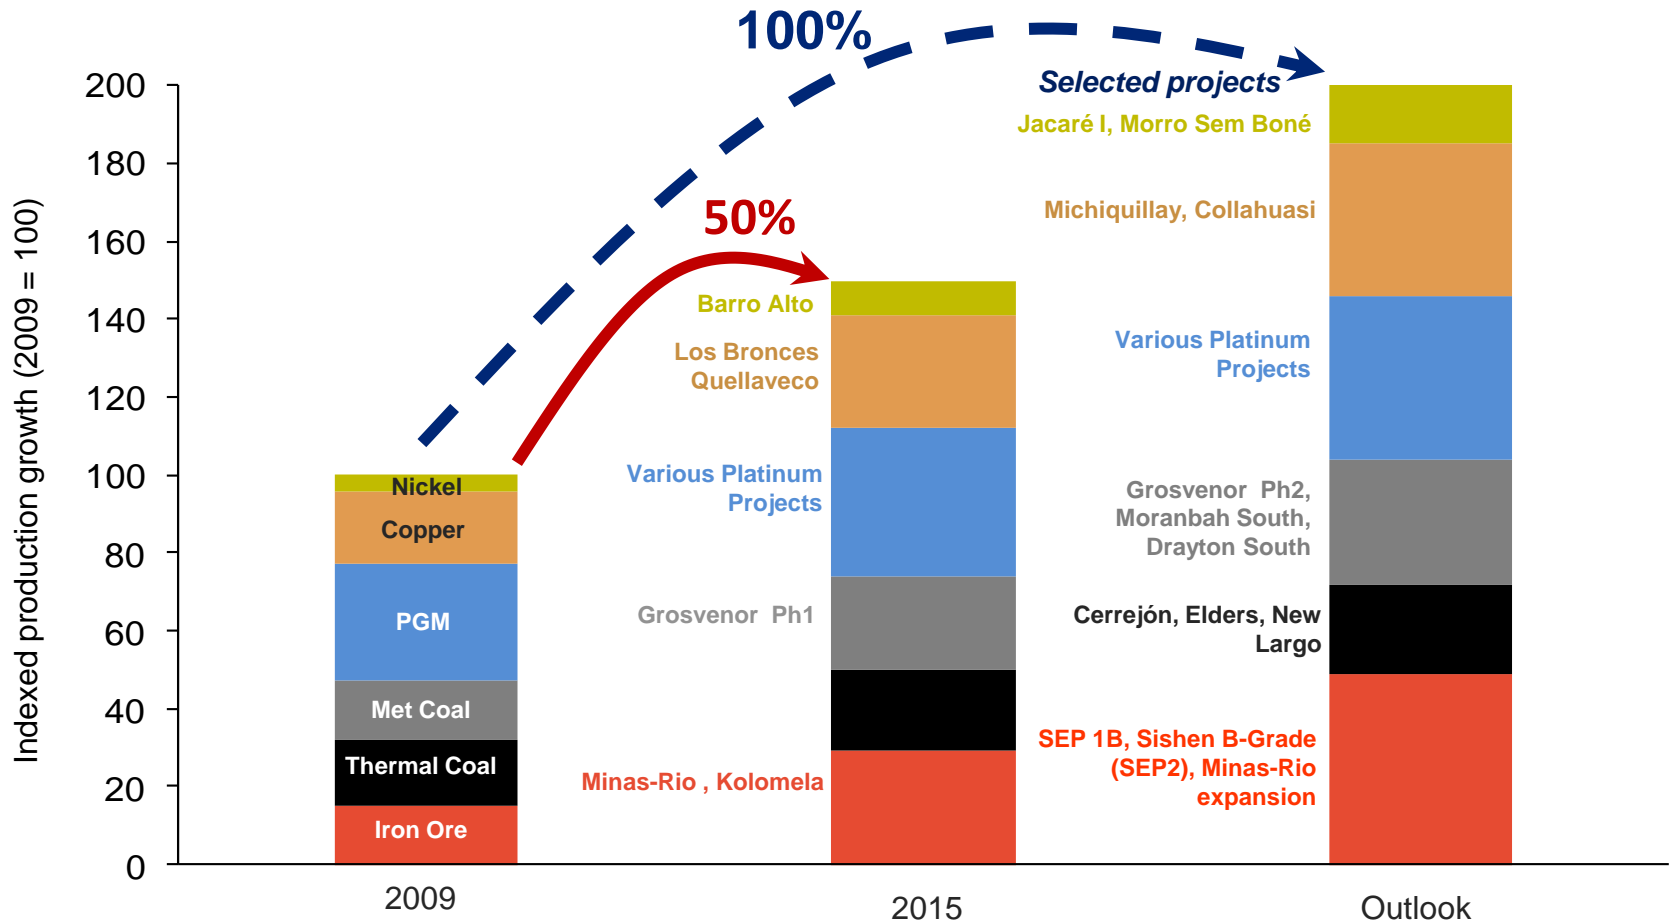 100%
Selected projects
200
Jacaré I, Morro Sem Boné
180
Michiquillay, Collahuasi
50%
160
Barro Alto
140
Various Platinum
Projects
Los Bronces
Quellaveco
120
100
Nickel
Various Platinum
Projects
Grosvenor Ph2,
Moranbah South,
Drayton South
Copper
80
PGM
60
Grosvenor Ph1
Cerrejón, Elders, New
Largo
Met Coal
40
Thermal Coal
SEP 1B, Sishen B-Grade
(SEP2), Minas-Rio
expansion
20
Minas-Rio , Kolomela
Iron Ore
0
Indexed production growth (2009 = 100)
2009
2015
Outlook